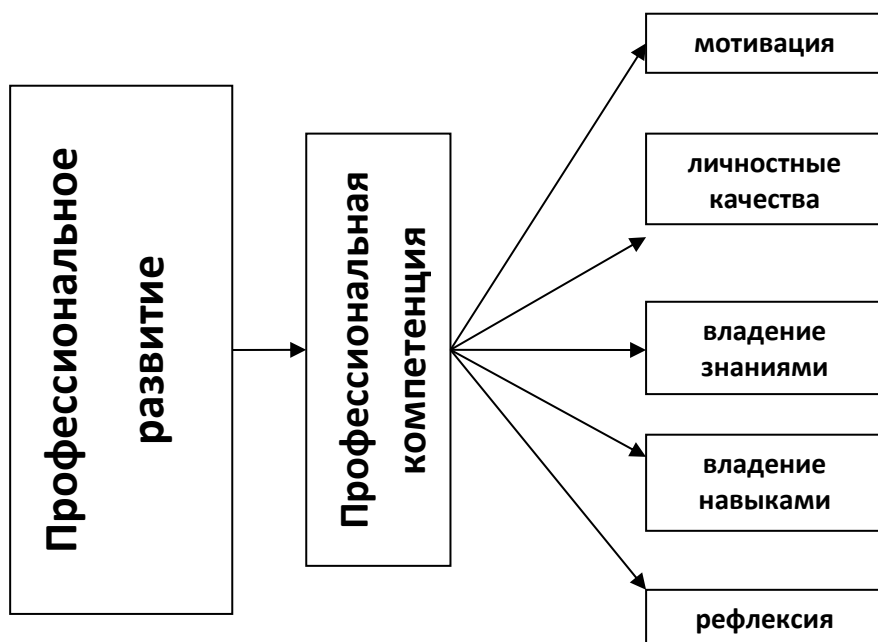 Профессиональное
развитие
Профессиональная
компетенция
мотивация
личностные
качества
владение
знаниями
владение
навыками
рефлексия